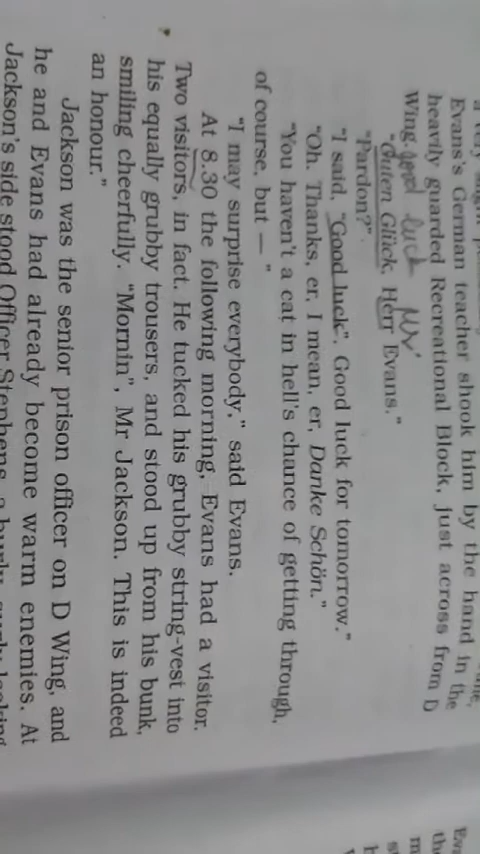 Evans's German teacher shook him by the hand in the
heavily guarded Recreational Block, just across from D
Wing.
good luck Mr.
"Guten Glück, Herr Evans."
"Pardon?"
"I said, "Good luck". Good luck for tomorrow."
"Oh. Thanks, er, I mean, er, Danke Schön."
"You haven't a cat in hell's chance of getting through,
of course, but — "
"I may surprise everybody," said Evans.
At 8.30 the following morning, Evans had a visitor.
Two visitors, in fact. He tucked his grubby string-vest into
his equally grubby trousers, and stood up from his bunk,
smiling cheerfully. "Mornin", Mr Jackson. This is indeed
an honour."
Jackson was the senior prison officer on D Wing, and
he and Evans had already become warm enemies. At
Jackson's side stood Officer Stephens, a burly, surly-looking